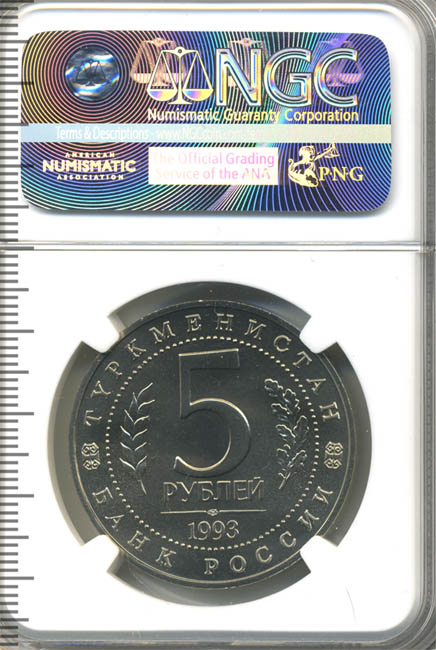 NGC
Numismatic Guaranty Corporation
Terms & Descriptions - www.NGCcoin.com/terms
AMERICAN
NUMISMATIC
ASSOCIATION
The Official Grading
Service of the ANA
P·N·G
ТУРКМЕНИСТАН
5
РУБЛЕЙ
1993
БАНК РОССИИ